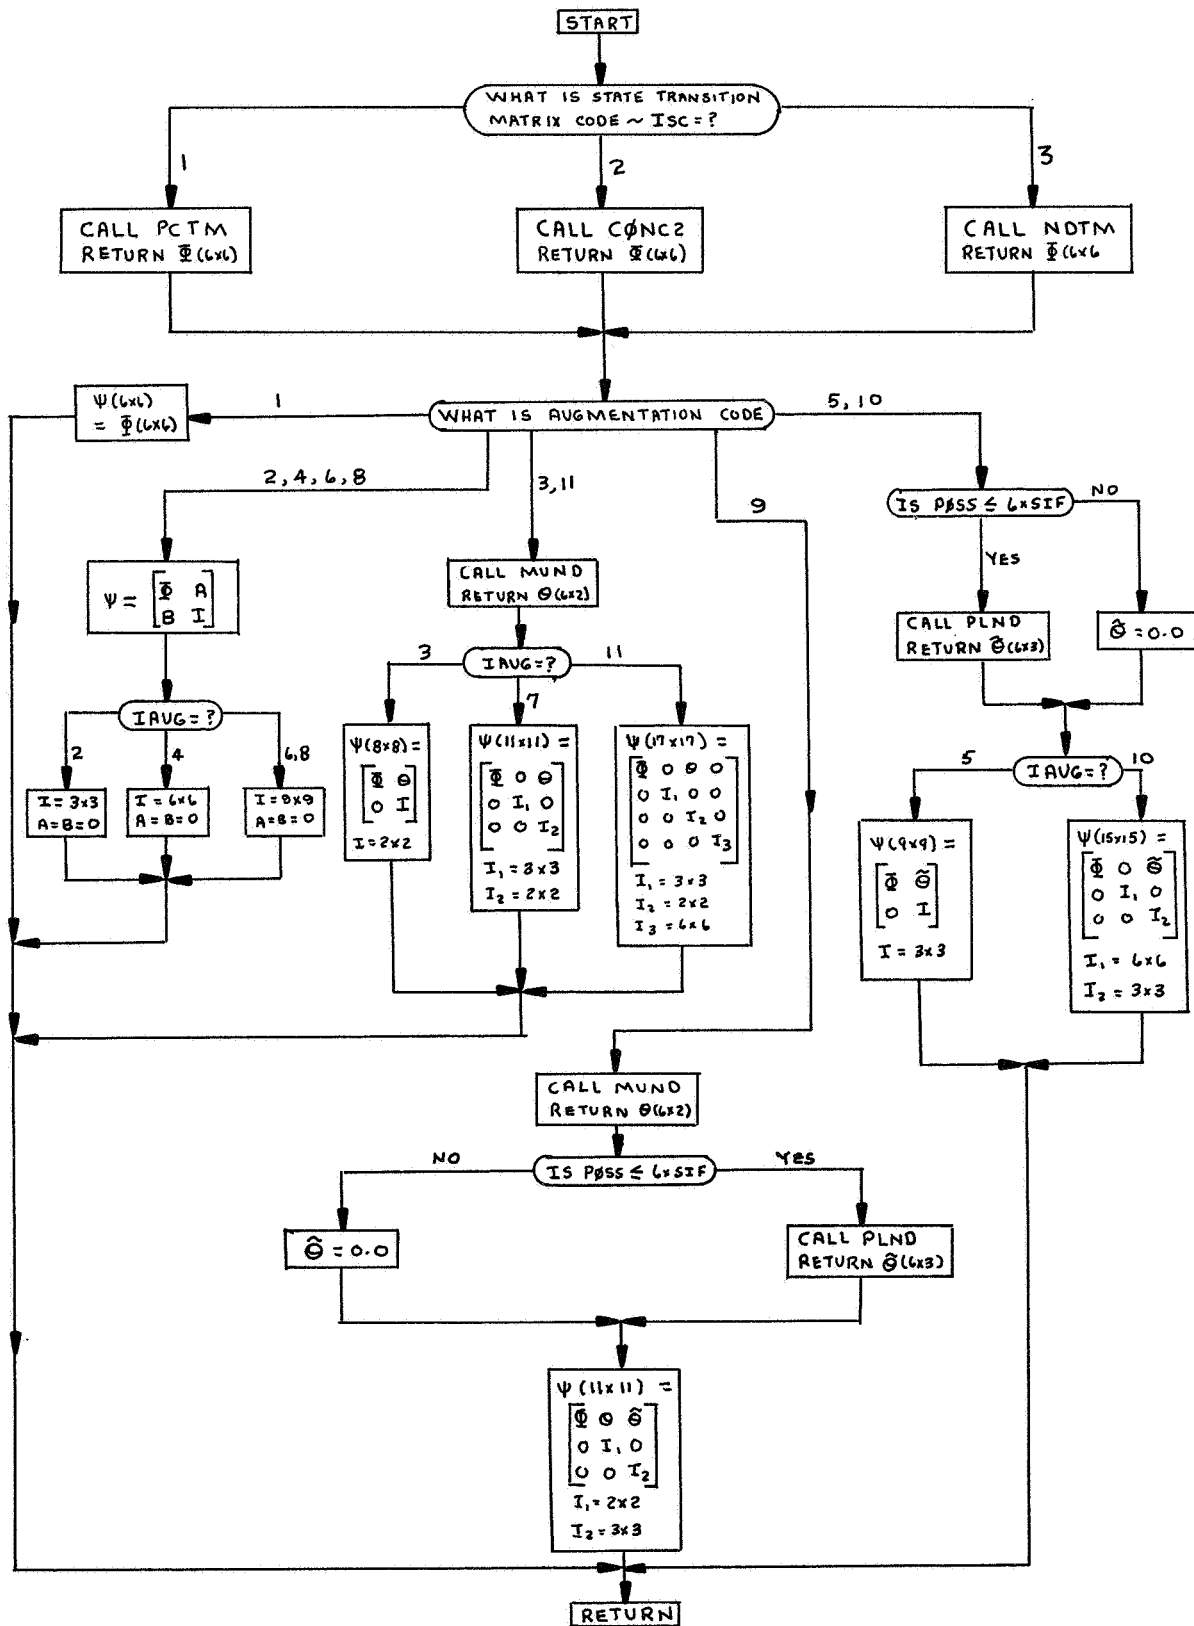 START
WHAT IS STATE TRANSITION
MATRIX CODE ~ ISC = ?
1
2
3
CALL PCTM
RETURN Φ(6x6)
CALL CØNC2
RETURN Φ(6x6)
CALL NDTM
RETURN Φ(6x6
Ψ(6x6)
= Φ(6x6)
1
WHAT IS AUGMENTATION CODE
5, 10
2, 4, 6, 8
3, 11
9
IS PØSS ≤ 6xSIF
NO
YES
Ψ = [Φ A
B I]
CALL MUND
RETURN Θ(6x2)
CALL PLND
RETURN Θ̃(6x3)
Θ̃ = 0.0
IAUG=?
3
7
11
IAUG=?
2
4
6,8
I = 3x3
A=B=0
I = 6x6
A=B=0
I = 9x9
A=B=0
Ψ(8x8) =
[Φ Θ
0 I]
I = 2x2
Ψ(11x11) =
[Φ 0 Θ
0 I₁ 0
0 0 I₂]
I₁ = 3x3
I₂ = 2x2
Ψ(17x17) =
[Φ 0 Θ 0
0 I₁ 0 0
0 0 I₂ 0
0 0 0 I₃]
I₁ = 3x3
I₂ = 2x2
I₃ = 6x6
IAUG=?
5
10
Ψ(9x9) =
[Φ Θ̃
0 I]
I = 3x3
Ψ(15x15) =
[Φ 0 Θ̃
0 I₁ 0
0 0 I₂]
I₁ = 6x6
I₂ = 3x3
CALL MUND
RETURN Θ(6x2)
NO
IS PØSS ≤ 6xSIF
YES
Θ̃ = 0.0
CALL PLND
RETURN Θ̃(6x3)
Ψ(11x11) =
[Φ Θ Θ̃
0 I₁ 0
0 0 I₂]
I₁ = 2x2
I₂ = 3x3
RETURN